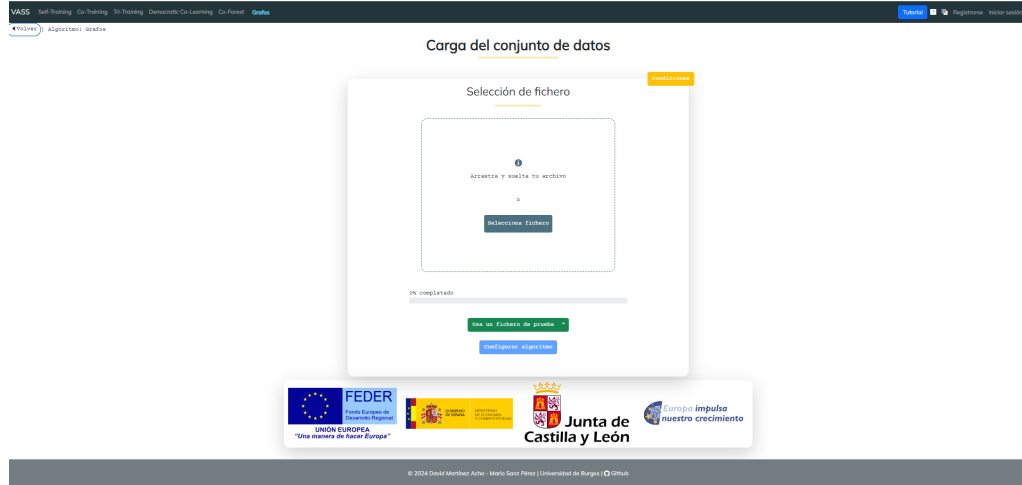 VASS Self-Training Co-Training Tri-Training Democratic Co-Learning Co-Forest Grafos Tutorial Registrarse Iniciar sesión
Volver | Algoritmo: Grafos
Carga del conjunto de datos
Condiciones
Selección de fichero
Arrastra y suelta tu archivo
o
Selecciona fichero
0% completado
Usa un fichero de prueba
Configurar algoritmo
FEDER
Fondo Europeo de
Desarrollo Regional
UNIÓN EUROPEA
"Una manera de hacer Europa"
GOBIERNO
DE ESPAÑA
MINISTERIO
DE ECONOMÍA
Y COMPETITIVIDAD
Junta de
Castilla y León
Europa impulsa
nuestro crecimiento
© 2024 David Martínez Acha - Mario Sanz Pérez | Universidad de Burgos | Github